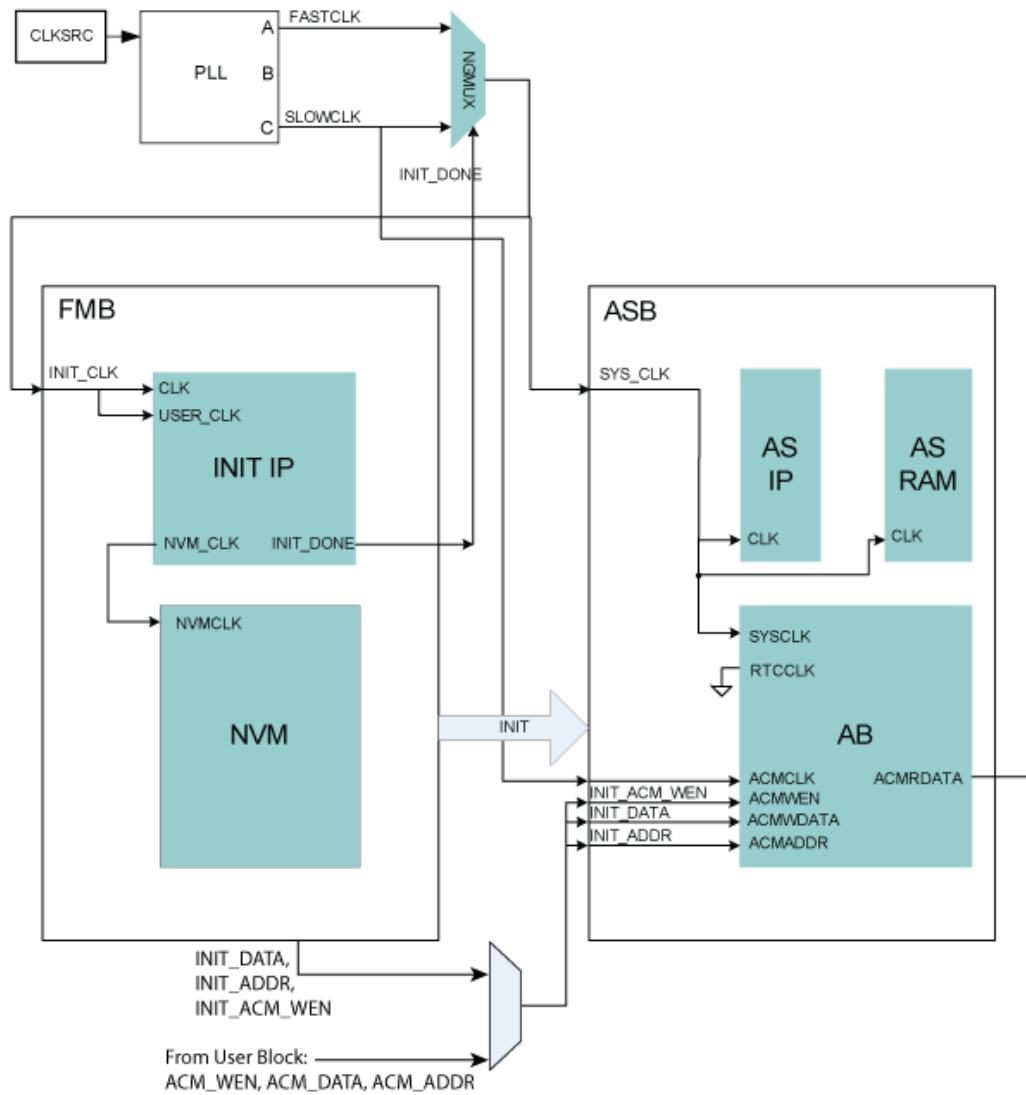 CLKSRC
PLL
A
B
C
FASTCLK
SLOWCLK
NGMUX
INIT_DONE
FMB
INIT_CLK
CLK
USER_CLK
INIT IP
NVM_CLK
INIT_DONE
NVMCLK
NVM
INIT
ASB
SYS_CLK
AS
IP
CLK
AS
RAM
CLK
SYSCLK
RTCCLK
AB
ACMCLK
ACMRDATA
INIT_ACM_WEN
ACMWEN
INIT_DATA
ACMWDATA
INIT_ADDR
ACMADDR
INIT_DATA,
INIT_ADDR,
INIT_ACM_WEN
From User Block:
ACM_WEN, ACM_DATA, ACM_ADDR